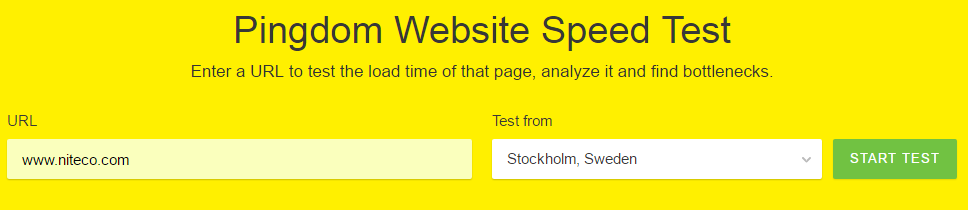 Pingdom Website Speed Test
Enter a URL to test the load time of that page, analyze it and find bottlenecks.
URL
Test from
www.niteco.com
Stockholm, Sweden
START TEST